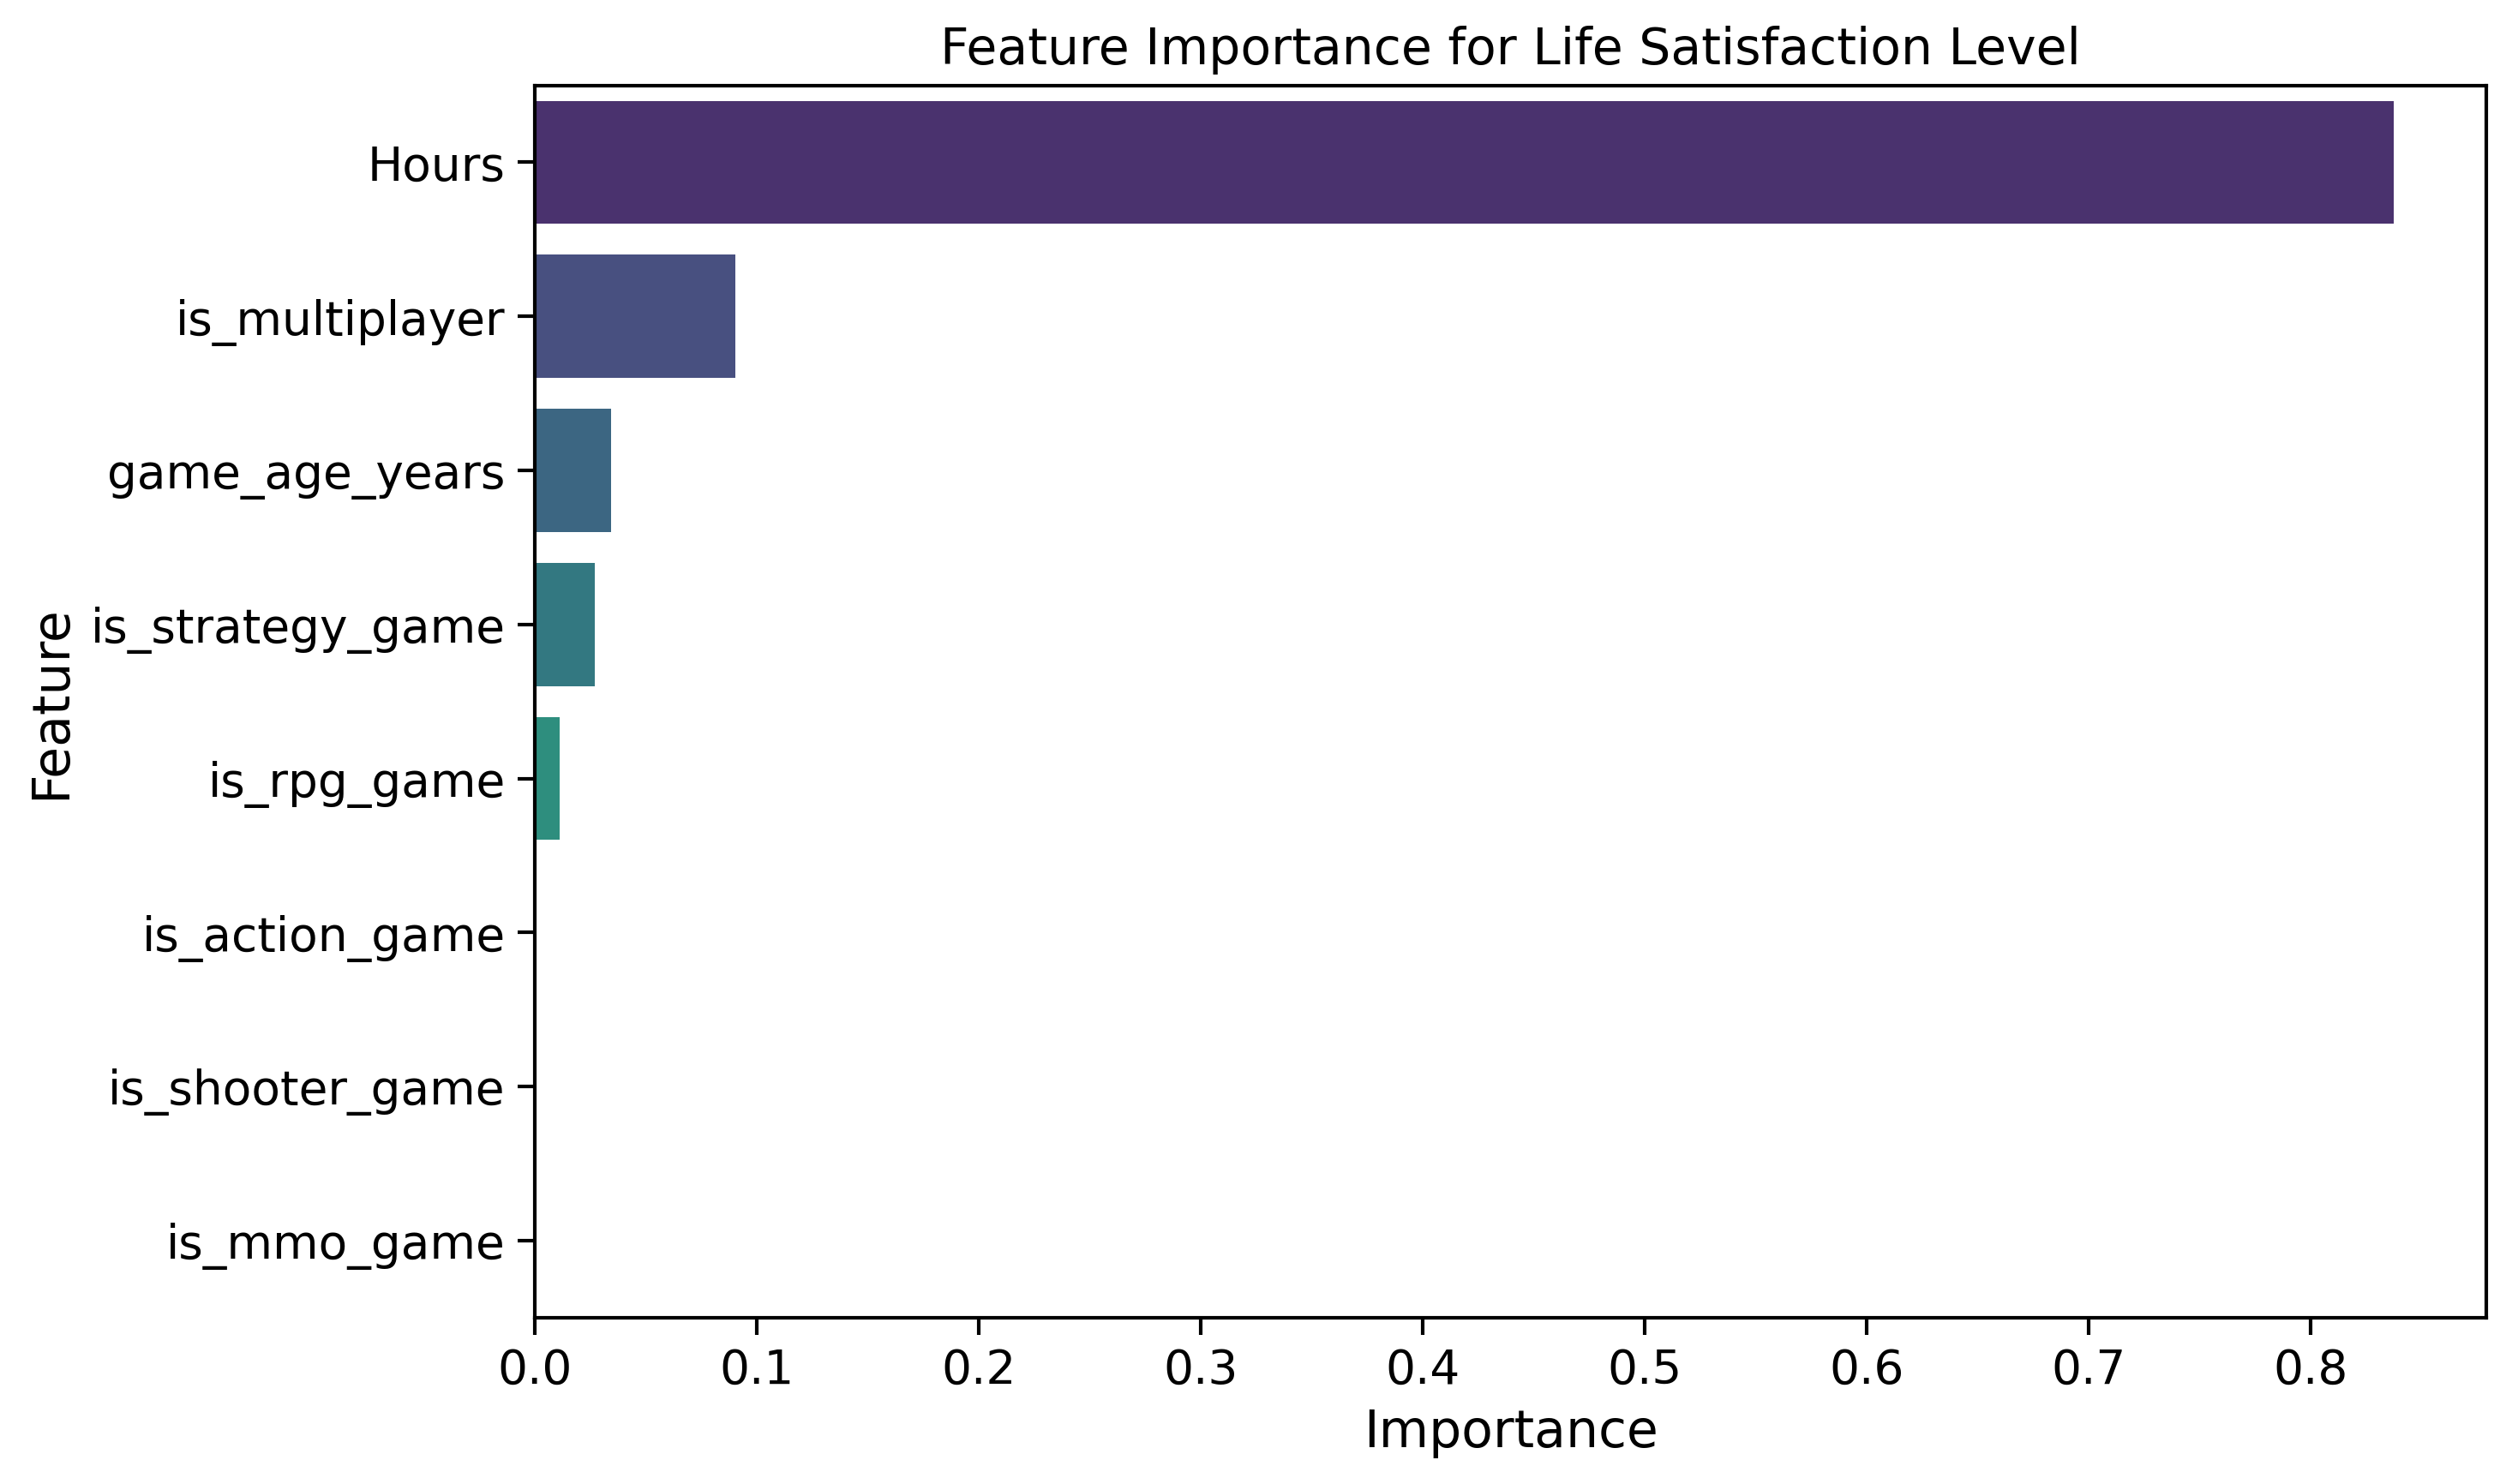 Feature Importance for Life Satisfaction Level
Feature
Hours
is_multiplayer
game_age_years
is_strategy_game
is_rpg_game
is_action_game
is_shooter_game
is_mmo_game
0.0 0.1 0.2 0.3 0.4 0.5 0.6 0.7 0.8
Importance